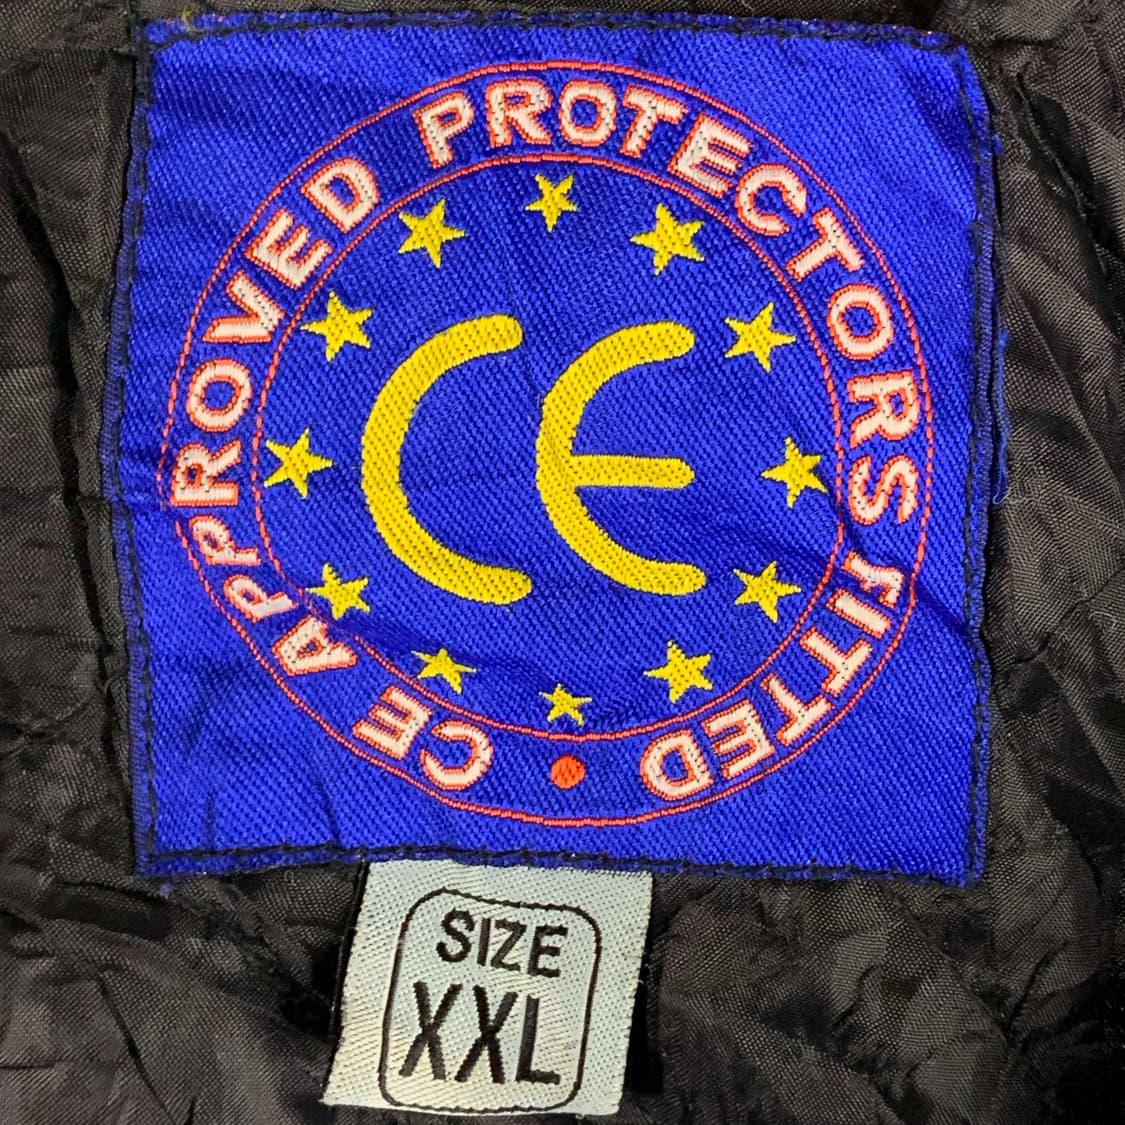 CE APPROVED PROTECTORS FITTED
CE
SIZE
XXL